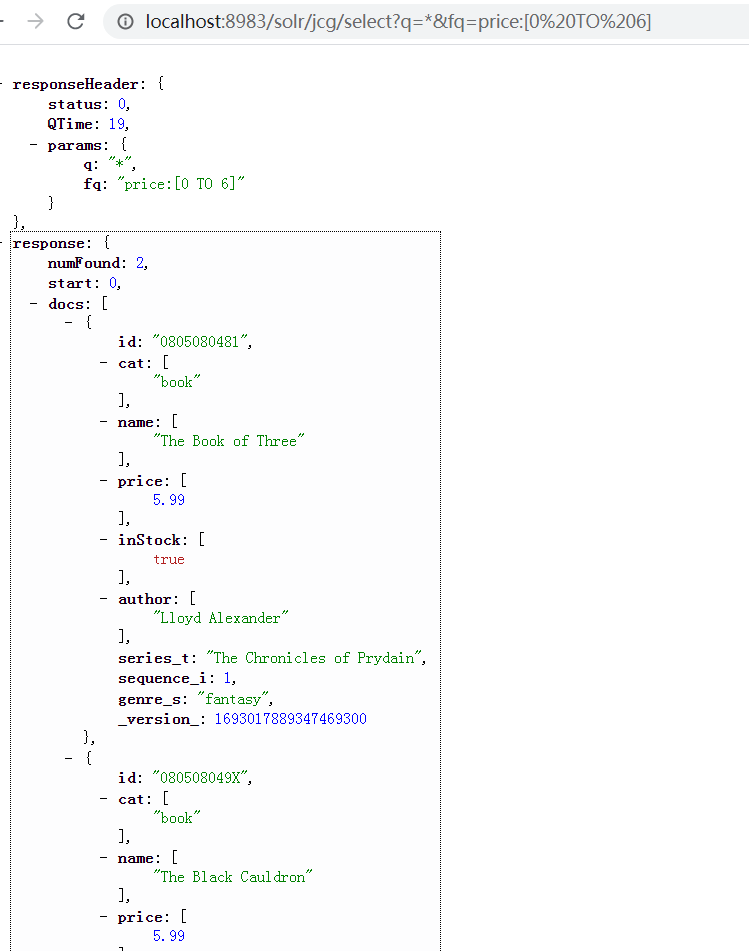 localhost:8983/solr/jcg/select?q=*&fq=price:[0%20TO%206]
- responseHeader: {
status: 0,
QTime: 19,
- params: {
q: "*",
fq: "price:[0 TO 6]"
}
},
- response: {
numFound: 2,
start: 0,
- docs: [
- {
id: "0805080481",
- cat: [
"book"
],
- name: [
"The Book of Three"
],
- price: [
5.99
],
- inStock: [
true
],
- author: [
"Lloyd Alexander"
],
series_t: "The Chronicles of Prydain",
sequence_i: 1,
genre_s: "fantasy",
_version_: 1693017889347469300
},
- {
id: "080508049X",
- cat: [
"book"
],
- name: [
"The Black Cauldron"
],
- price: [
5.99